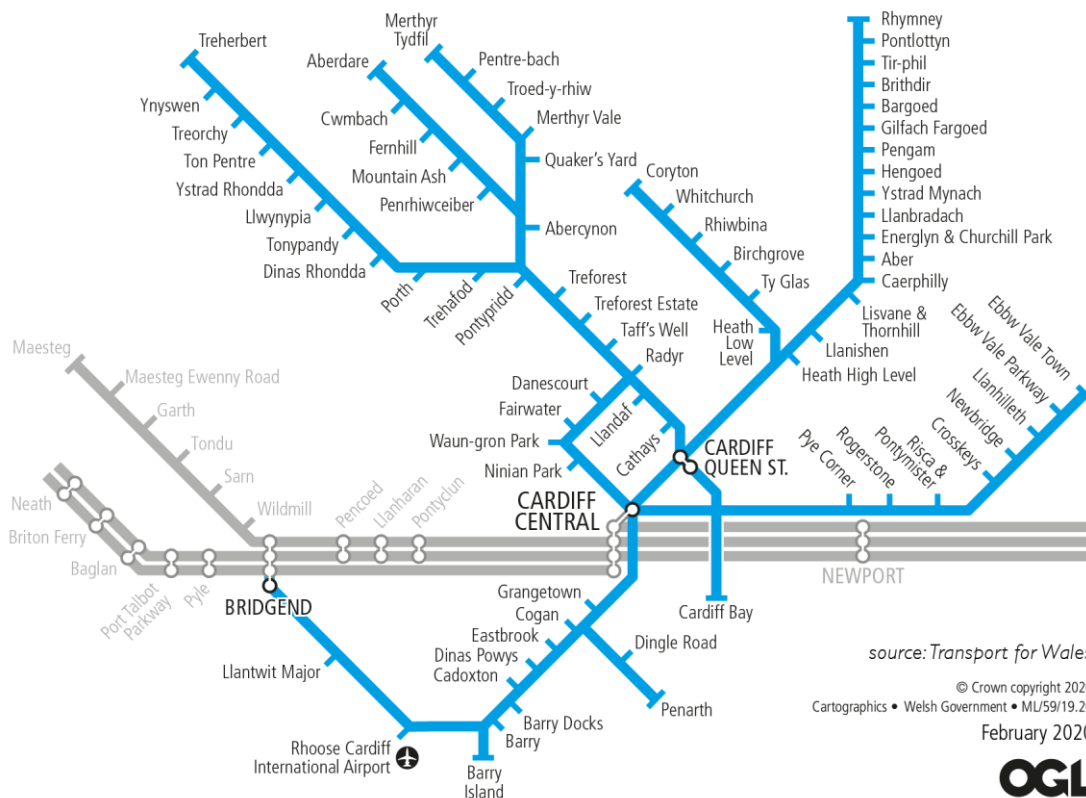 Treherbert
Ynyswen
Treorchy
Ton Pentre
Ystrad Rhondda
Llwynypia
Tonypandy
Dinas Rhondda
Porth
Trehafod
Pontypridd
Aberdare
Cwmbach
Fernhill
Mountain Ash
Penrhiwceiber
Merthyr
Tydfil
Pentre-bach
Troed-y-rhiw
Merthyr Vale
Quaker's Yard
Abercynon
Treforest
Treforest Estate
Taff's Well
Radyr
Danescourt
Fairwater
Waun-gron Park
Ninian Park
Llandaf
Cathays
Coryton
Whitchurch
Rhiwbina
Birchgrove
Ty Glas
Heath
Low
Level
Rhymney
Pontlottyn
Tir-phil
Brithdir
Bargoed
Gilfach Fargoed
Pengam
Hengoed
Ystrad Mynach
Llanbradach
Energlyn & Churchill Park
Aber
Caerphilly
Lisvane &
Thornhill
Llanishen
Heath High Level
CARDIFF
QUEEN ST.
CARDIFF
CENTRAL
Ebbw Vale Town
Ebbw Vale Parkway
Llanhilleth
Newbridge
Crosskeys
Risca &
Pontymister
Rogerstone
Pye Corner
Maesteg
Maesteg Ewenny Road
Garth
Tondu
Sarn
Wildmill
Pencoed
Llanharan
Pontyclun
Neath
Briton Ferry
Baglan
Port Talbot
Parkway
Pyle
BRIDGEND
NEWPORT
Llantwit Major
Rhoose Cardiff
International Airport
Barry
Island
Barry
Barry Docks
Cadoxton
Dinas Powys
Eastbrook
Cogan
Grangetown
Dingle Road
Penarth
Cardiff Bay
source: Transport for Wales
© Crown copyright 2020
Cartographics • Welsh Government • ML/59/19.20
February 2020
OGL